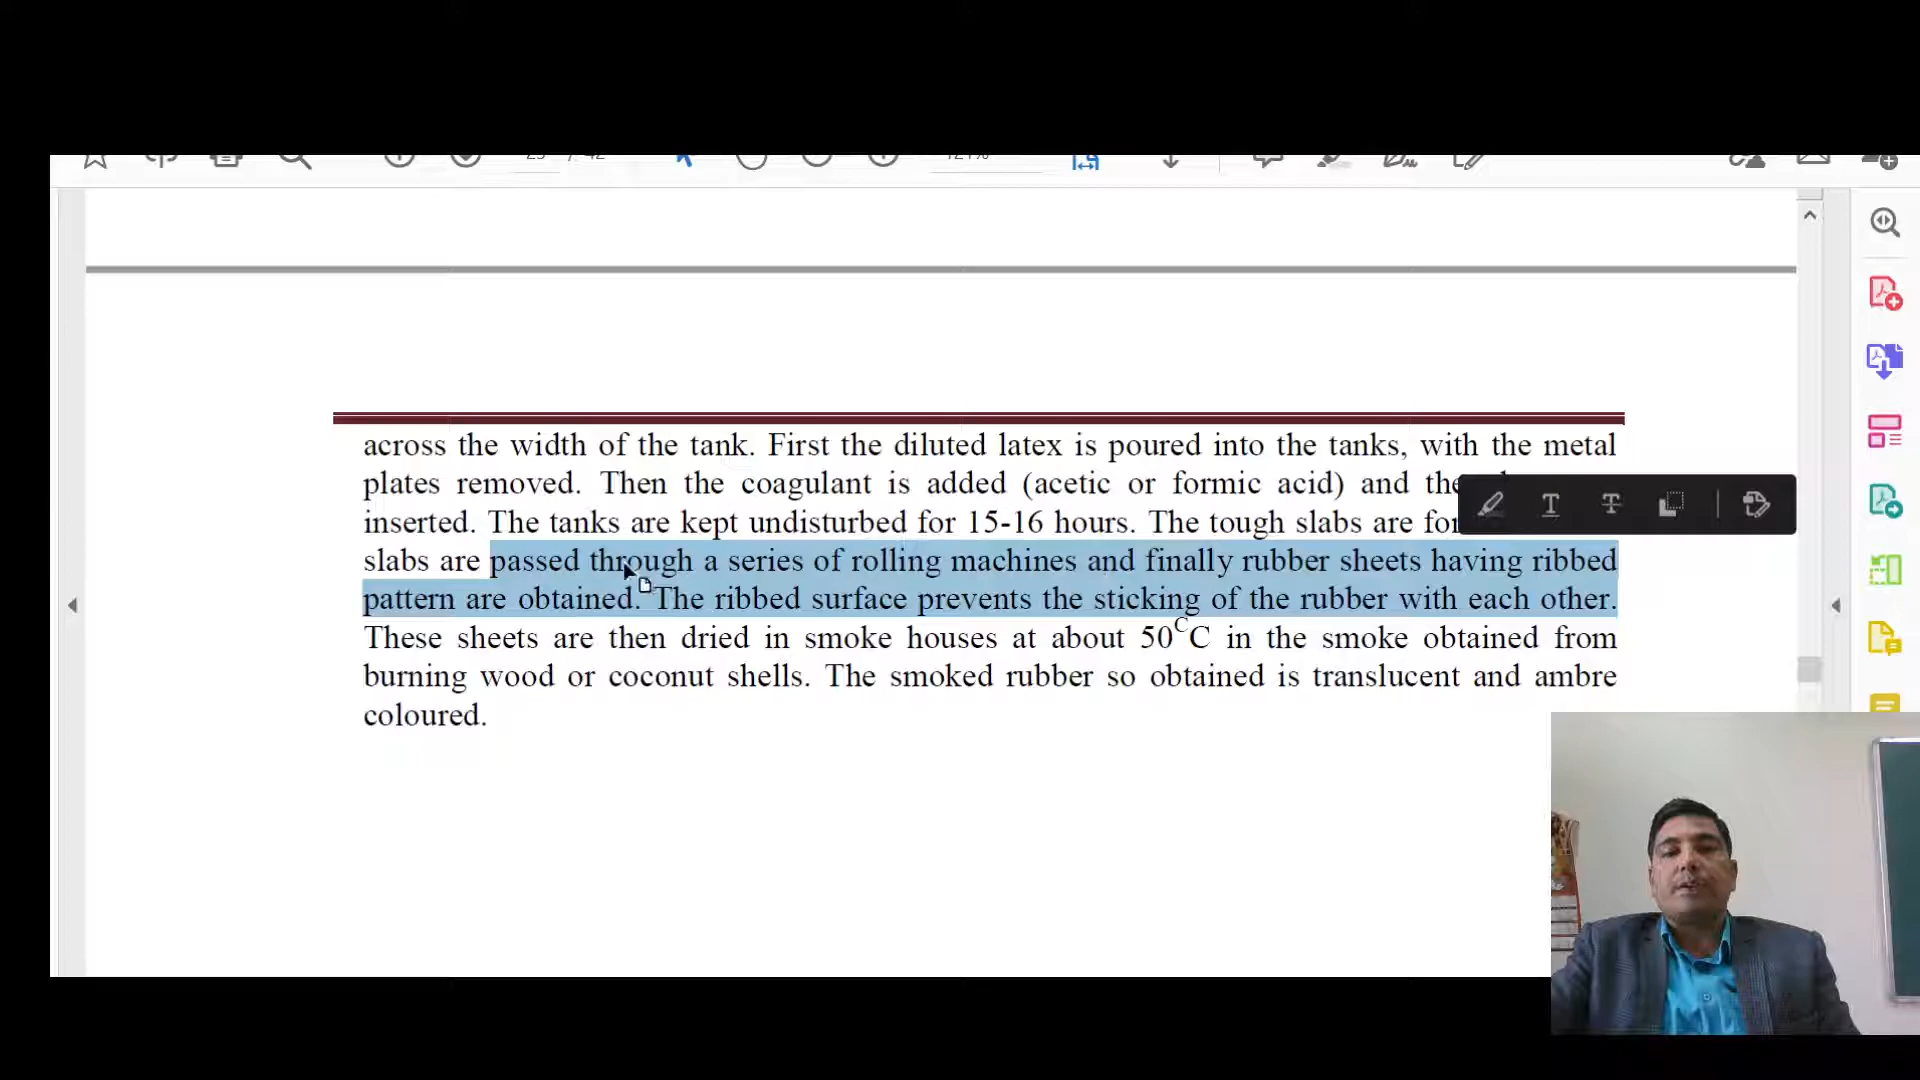 across the width of the tank. First the diluted latex is poured into the tanks, with the metal
plates removed. Then the coagulant is added (acetic or formic acid) and the
inserted. The tanks are kept undisturbed for 15-16 hours. The tough slabs are
slabs are passed through a series of rolling machines and finally rubber sheets having ribbed
pattern are obtained. The ribbed surface prevents the sticking of the rubber with each other.
These sheets are then dried in smoke houses at about 50°C in the smoke obtained from
burning wood or coconut shells. The smoked rubber so obtained is translucent and ambre
coloured.